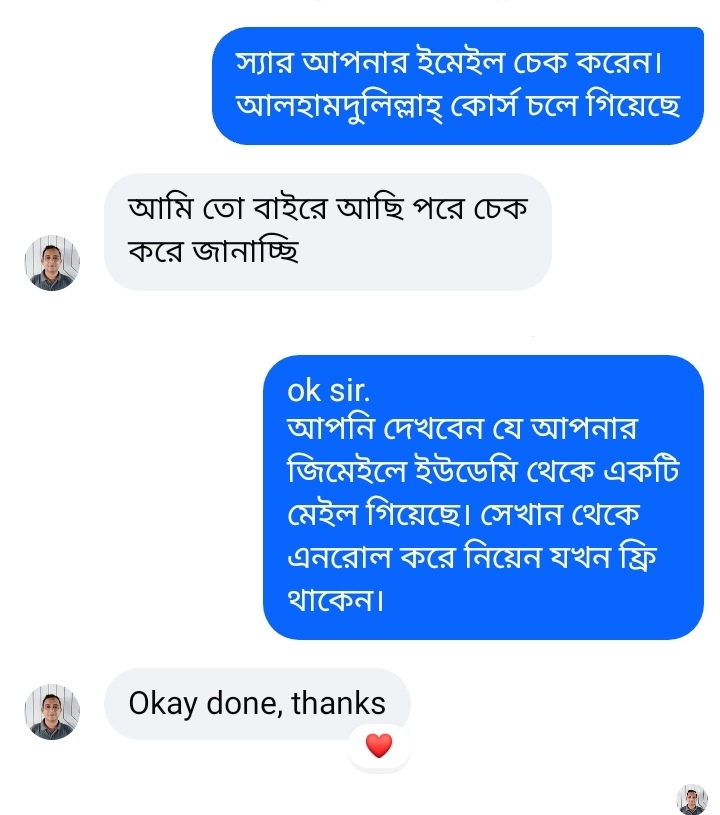 স্যার আপনার ইমেইল চেক করেন।
আলহামদুলিল্লাহ্ কোর্স চলে গিয়েছে
আমি তো বাইরে আছি পরে চেক
করে জানাচ্ছি
ok sir.
আপনি দেখবেন যে আপনার
জিমেইলে ইউডেমি থেকে একটি
মেইল গিয়েছে। সেখান থেকে
এনরোল করে নিয়েন যখন ফ্রি
থাকেন।
Okay done, thanks